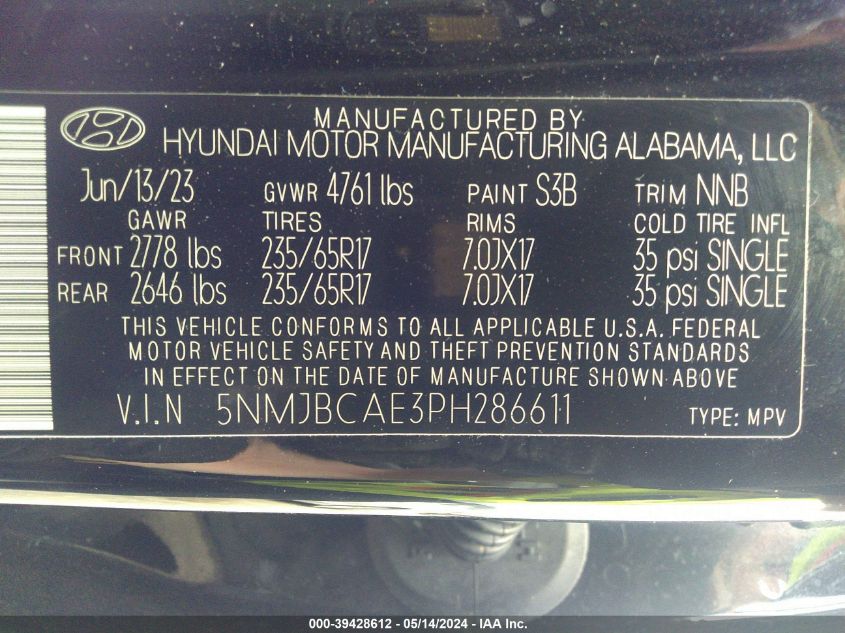 MANUFACTURED BY
HYUNDAI MOTOR MANUFACTURING ALABAMA, LLC
Jun/13/23 GVWR 4761 lbs PAINT S3B TRIM NNB
GAWR TIRES RIMS COLD TIRE INFL
FRONT 2778 lbs 235/65R17 7.0JX17 35 psi SINGLE
REAR 2646 lbs 235/65R17 7.0JX17 35 psi SINGLE
THIS VEHICLE CONFORMS TO ALL APPLICABLE U.S.A. FEDERAL
MOTOR VEHICLE SAFETY AND THEFT PREVENTION STANDARDS
IN EFFECT ON THE DATE OF MANUFACTURE SHOWN ABOVE
V.I.N 5NMJBCAE3PH286611 TYPE: MPV
000-39428612 - 05/14/2024 - IAA Inc.